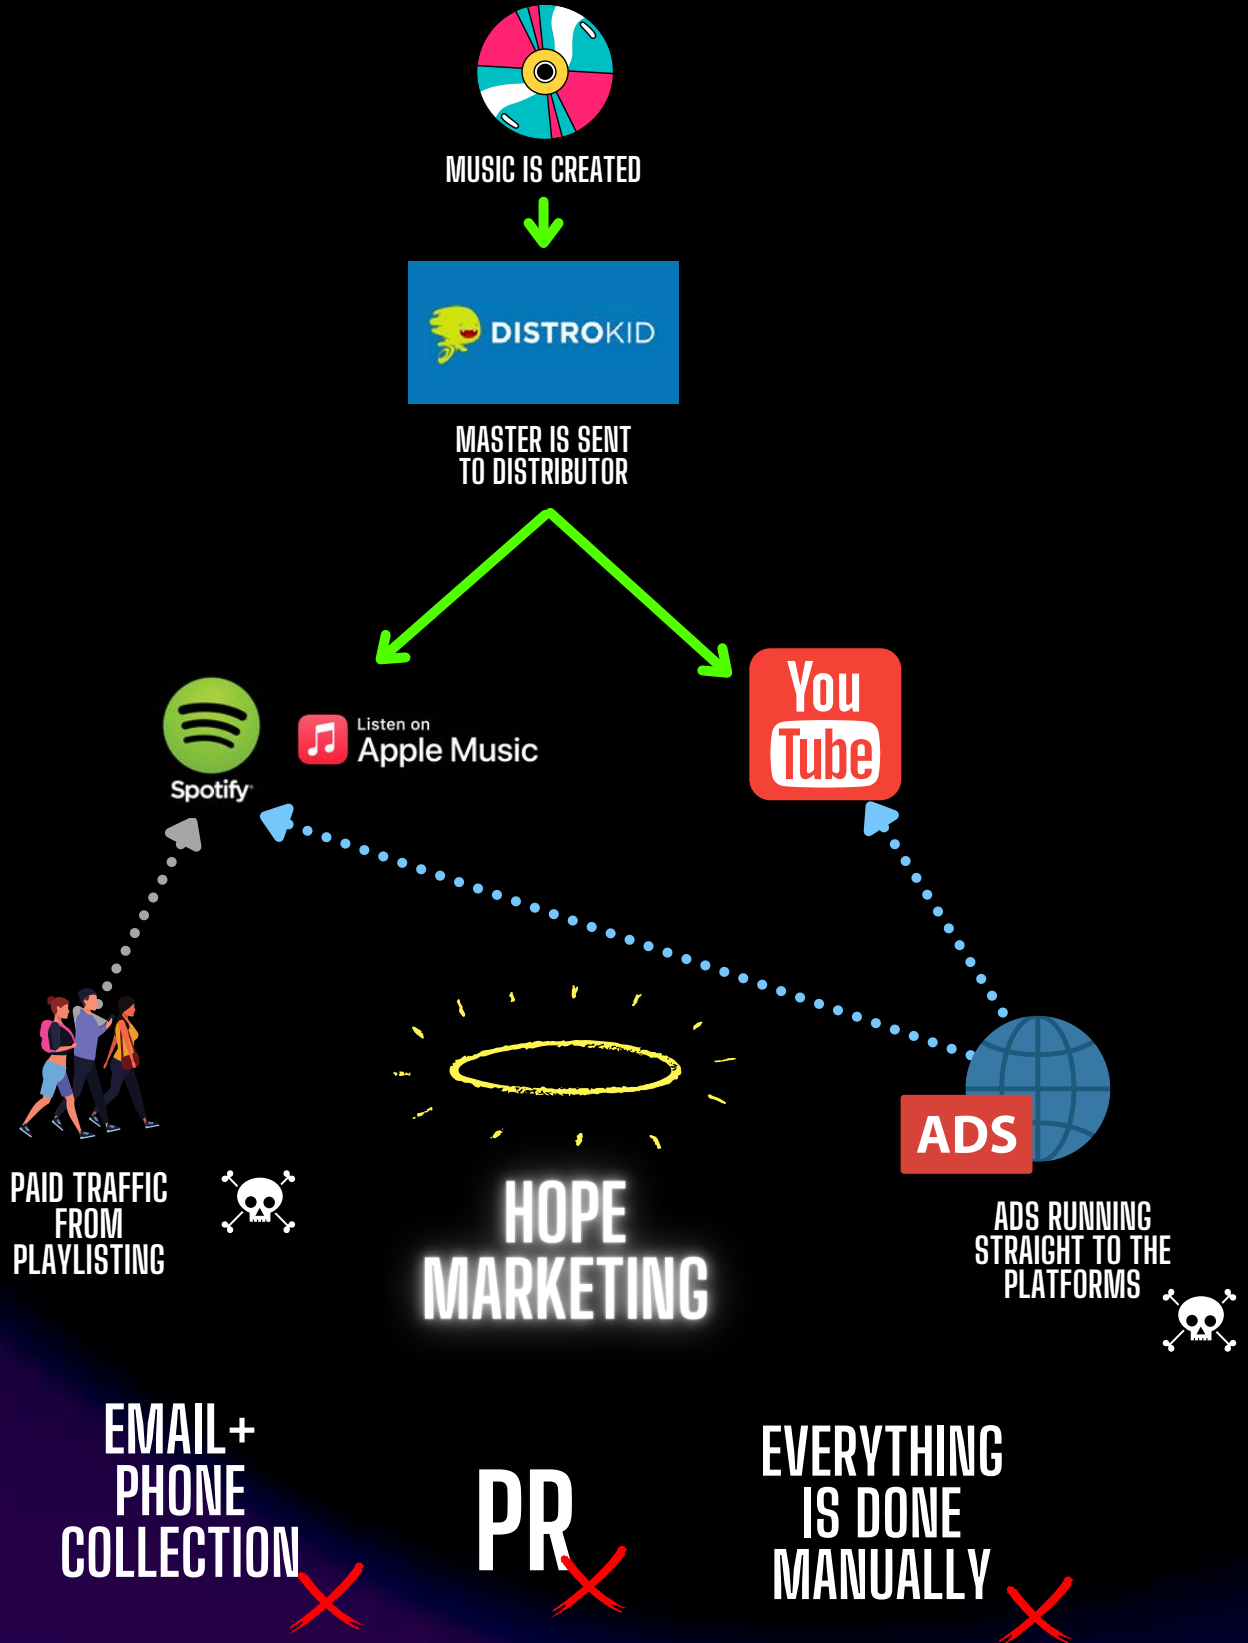 MUSIC IS CREATED
DISTROKID
MASTER IS SENT
TO DISTRIBUTOR
Spotify
Listen on
Apple Music
You
Tube
ADS
PAID TRAFFIC
FROM
PLAYLISTING
HOPE
MARKETING
ADS RUNNING
STRAIGHT TO THE
PLATFORMS
EMAIL+
PHONE
COLLECTION
PR
EVERYTHING
IS DONE
MANUALLY